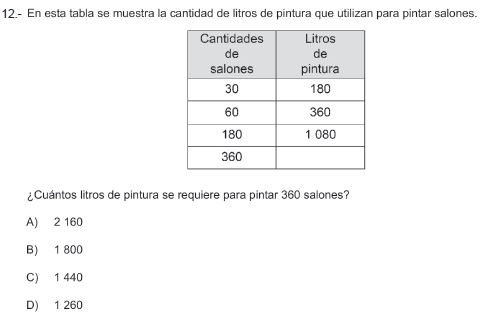 12.- En esta tabla se muestra la cantidad de litros de pintura que utilizan para pintar salones.
Cantidades de salones Litros de pintura
30 180
60 360
180 1 080
360
¿Cuántos litros de pintura se requiere para pintar 360 salones?
A) 2 160
B) 1 800
C) 1 440
D) 1 260